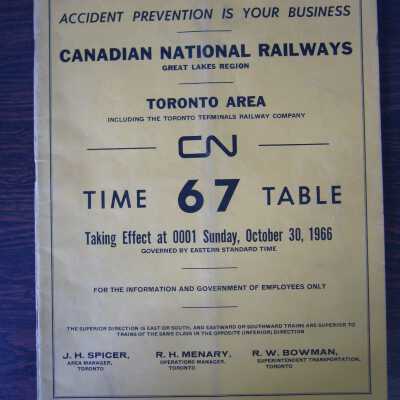 ACCIDENT PREVENTION IS YOUR BUSINESS
CANADIAN NATIONAL RAILWAYS
GREAT LAKES REGION
TORONTO AREA
INCLUDING THE TORONTO TERMINALS RAILWAY COMPANY
CN
TIME 67 TABLE
Taking Effect at 0001 Sunday, October 30, 1966
GOVERNED BY EASTERN STANDARD TIME
FOR THE INFORMATION AND GOVERNMENT OF EMPLOYEES ONLY
THE SUPERIOR DIRECTION IS EAST OR SOUTH, AND EASTWARD OR SOUTHWARD TRAINS ARE SUPERIOR TO
TRAINS OF THE SAME CLASS IN THE OPPOSITE (INFERIOR) DIRECTION
J. H. SPICER, R. H. MENARY, R. W. BOWMAN,
AREA MANAGER, OPERATIONS MANAGER, SUPERINTENDENT TRANSPORTATION,
TORONTO TORONTO TORONTO